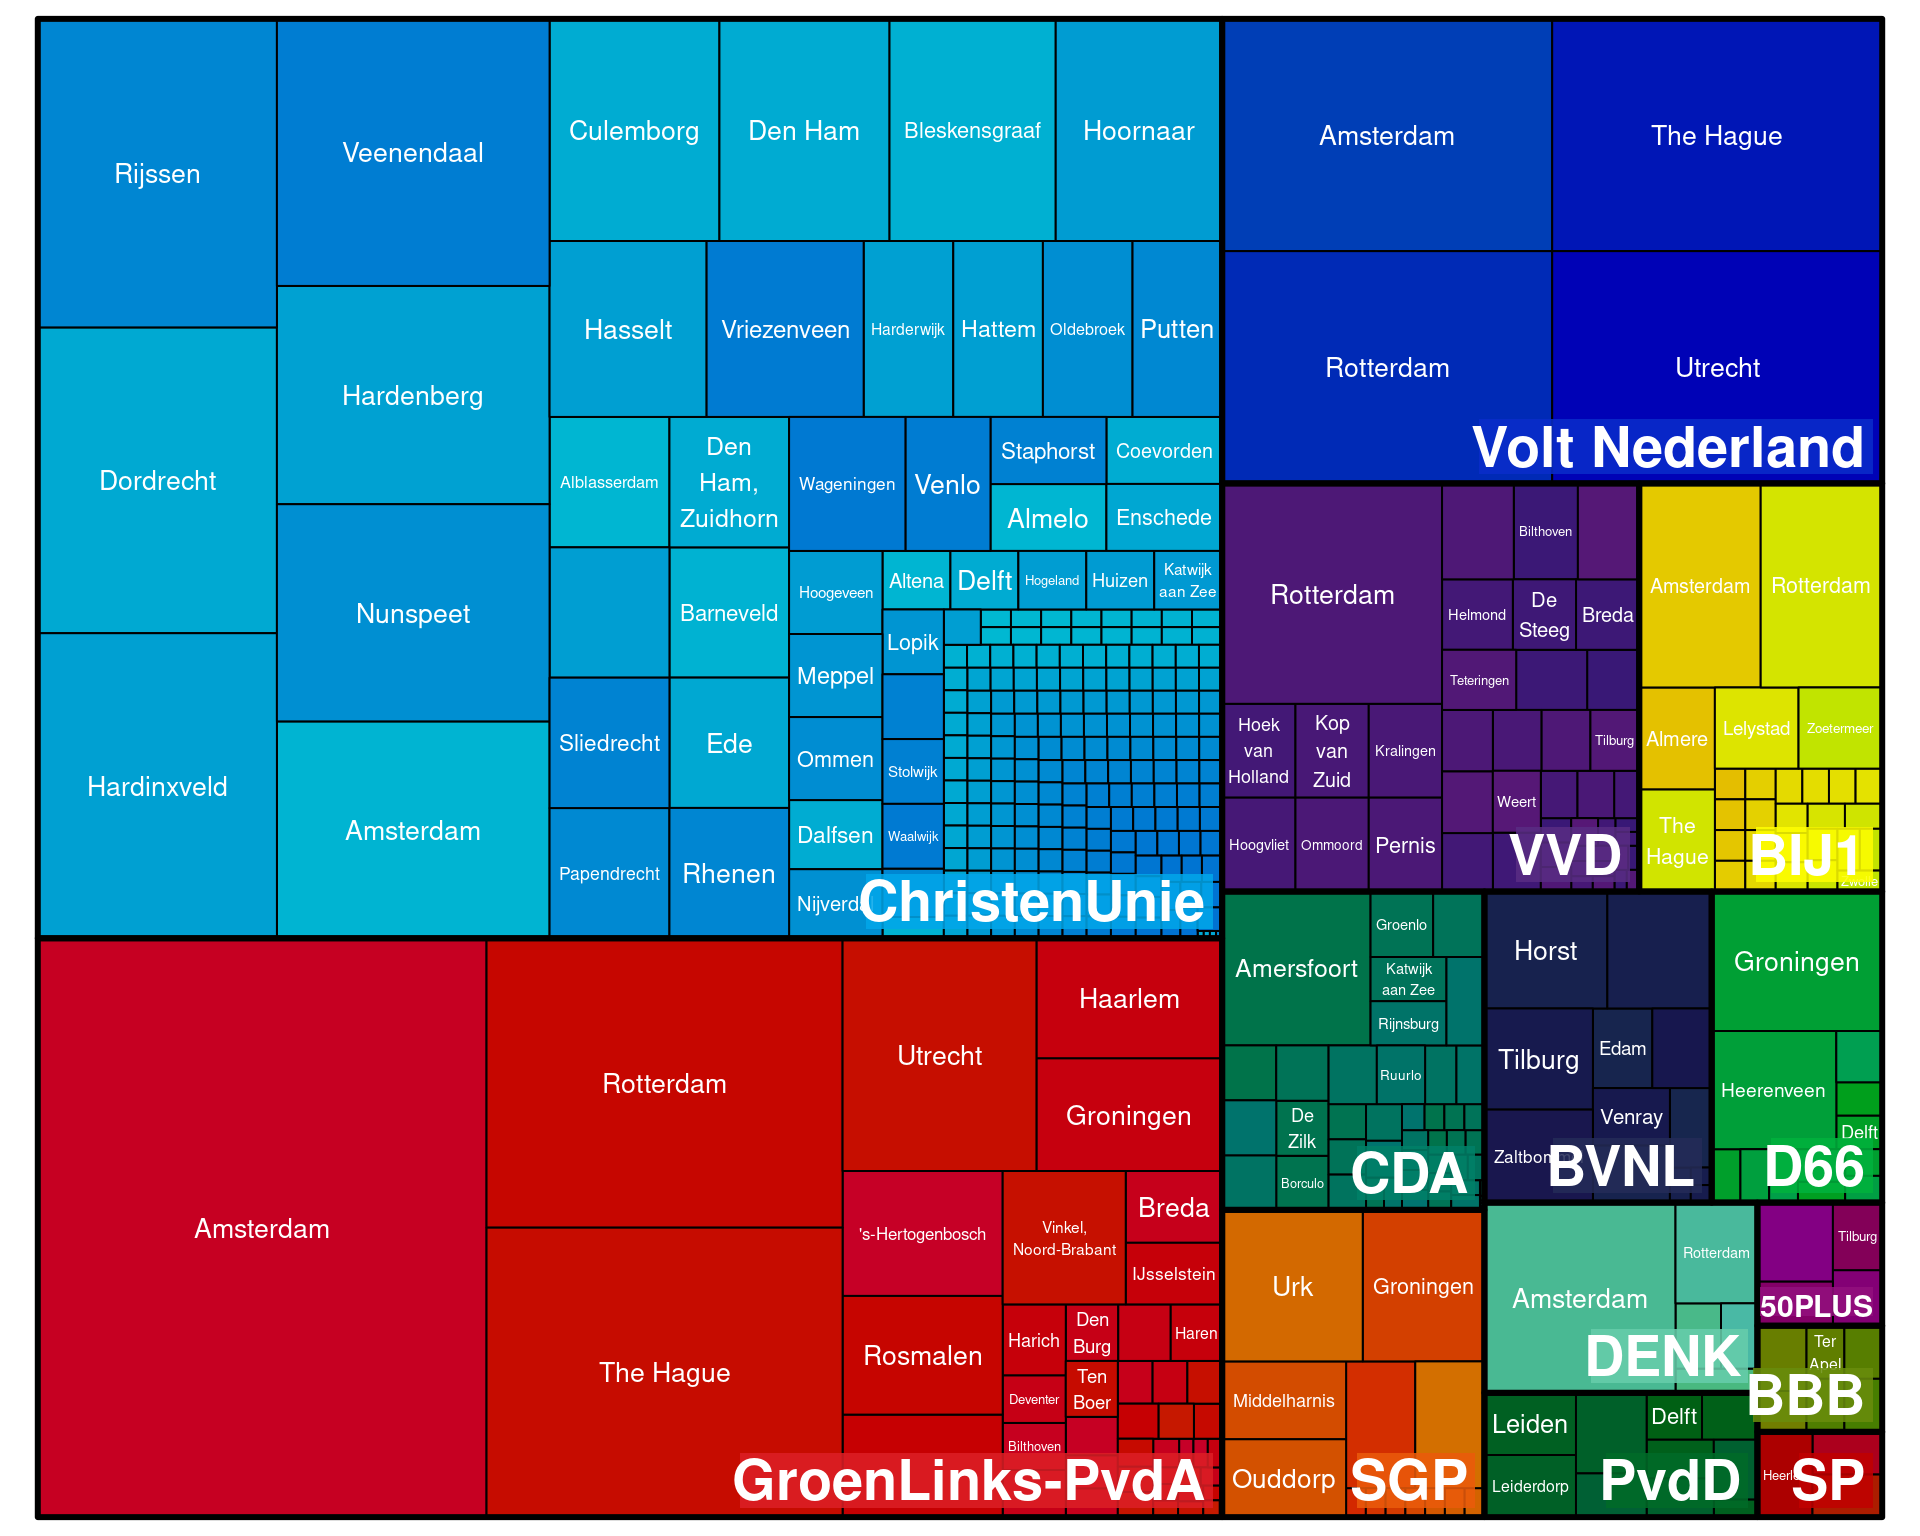 Rijssen
Veenendaal
Culemborg
Den Ham
Bleskensgraaf
Hoornaar
Hasselt
Vriezenveen
Harderwijk
Hattem
Oldebroek
Putten
Dordrecht
Hardenberg
Alblasserdam
Den
Ham,
Zuidhorn
Wageningen
Venlo
Staphorst
Coevorden
Almelo
Enschede
Nunspeet
Barneveld
Hoogeveen
Altena
Delft
Hogeland
Huizen
Katwijk
aan Zee
Lopik
Meppel
Hardinxveld
Amsterdam
Sliedrecht
Ede
Ommen
Stolwijk
Dalfsen
Waalwijk
Papendrecht
Rhenen
ChristenUnie
Amsterdam
Rotterdam
The Hague
Utrecht
Haarlem
Groningen
's-Hertogenbosch
Vinkel,
Noord-Brabant
Breda
IJsselstein
Rosmalen
Harich
Den
Burg
Haren
Deventer
Ten
Boer
Bilthoven
GroenLinks-PvdA
Amsterdam
The Hague
Rotterdam
Utrecht
Volt Nederland
Rotterdam
Bilthoven
Helmond
De
Steeg
Breda
Teteringen
Hoek
van
Holland
Kop
van
Zuid
Kralingen
Tilburg
Weert
Hoogvliet
Ommoord
Pernis
VVD
Amsterdam
Rotterdam
Almere
Lelystad
Zoetermeer
The
Hague
BIJ1
Amersfoort
Groenlo
Katwijk
aan Zee
Rijnsburg
Ruurlo
De
Zilk
Borculo
CDA
Horst
Tilburg
Edam
Venray
BVNL
Groningen
Heerenveen
Delft
D66
Urk
Groningen
Middelharnis
Ouddorp
SGP
Amsterdam
Rotterdam
DENK
Tilburg
50PLUS
Ter
Apel
BBB
Leiden
Delft
Leiderdorp
PvdD
SP